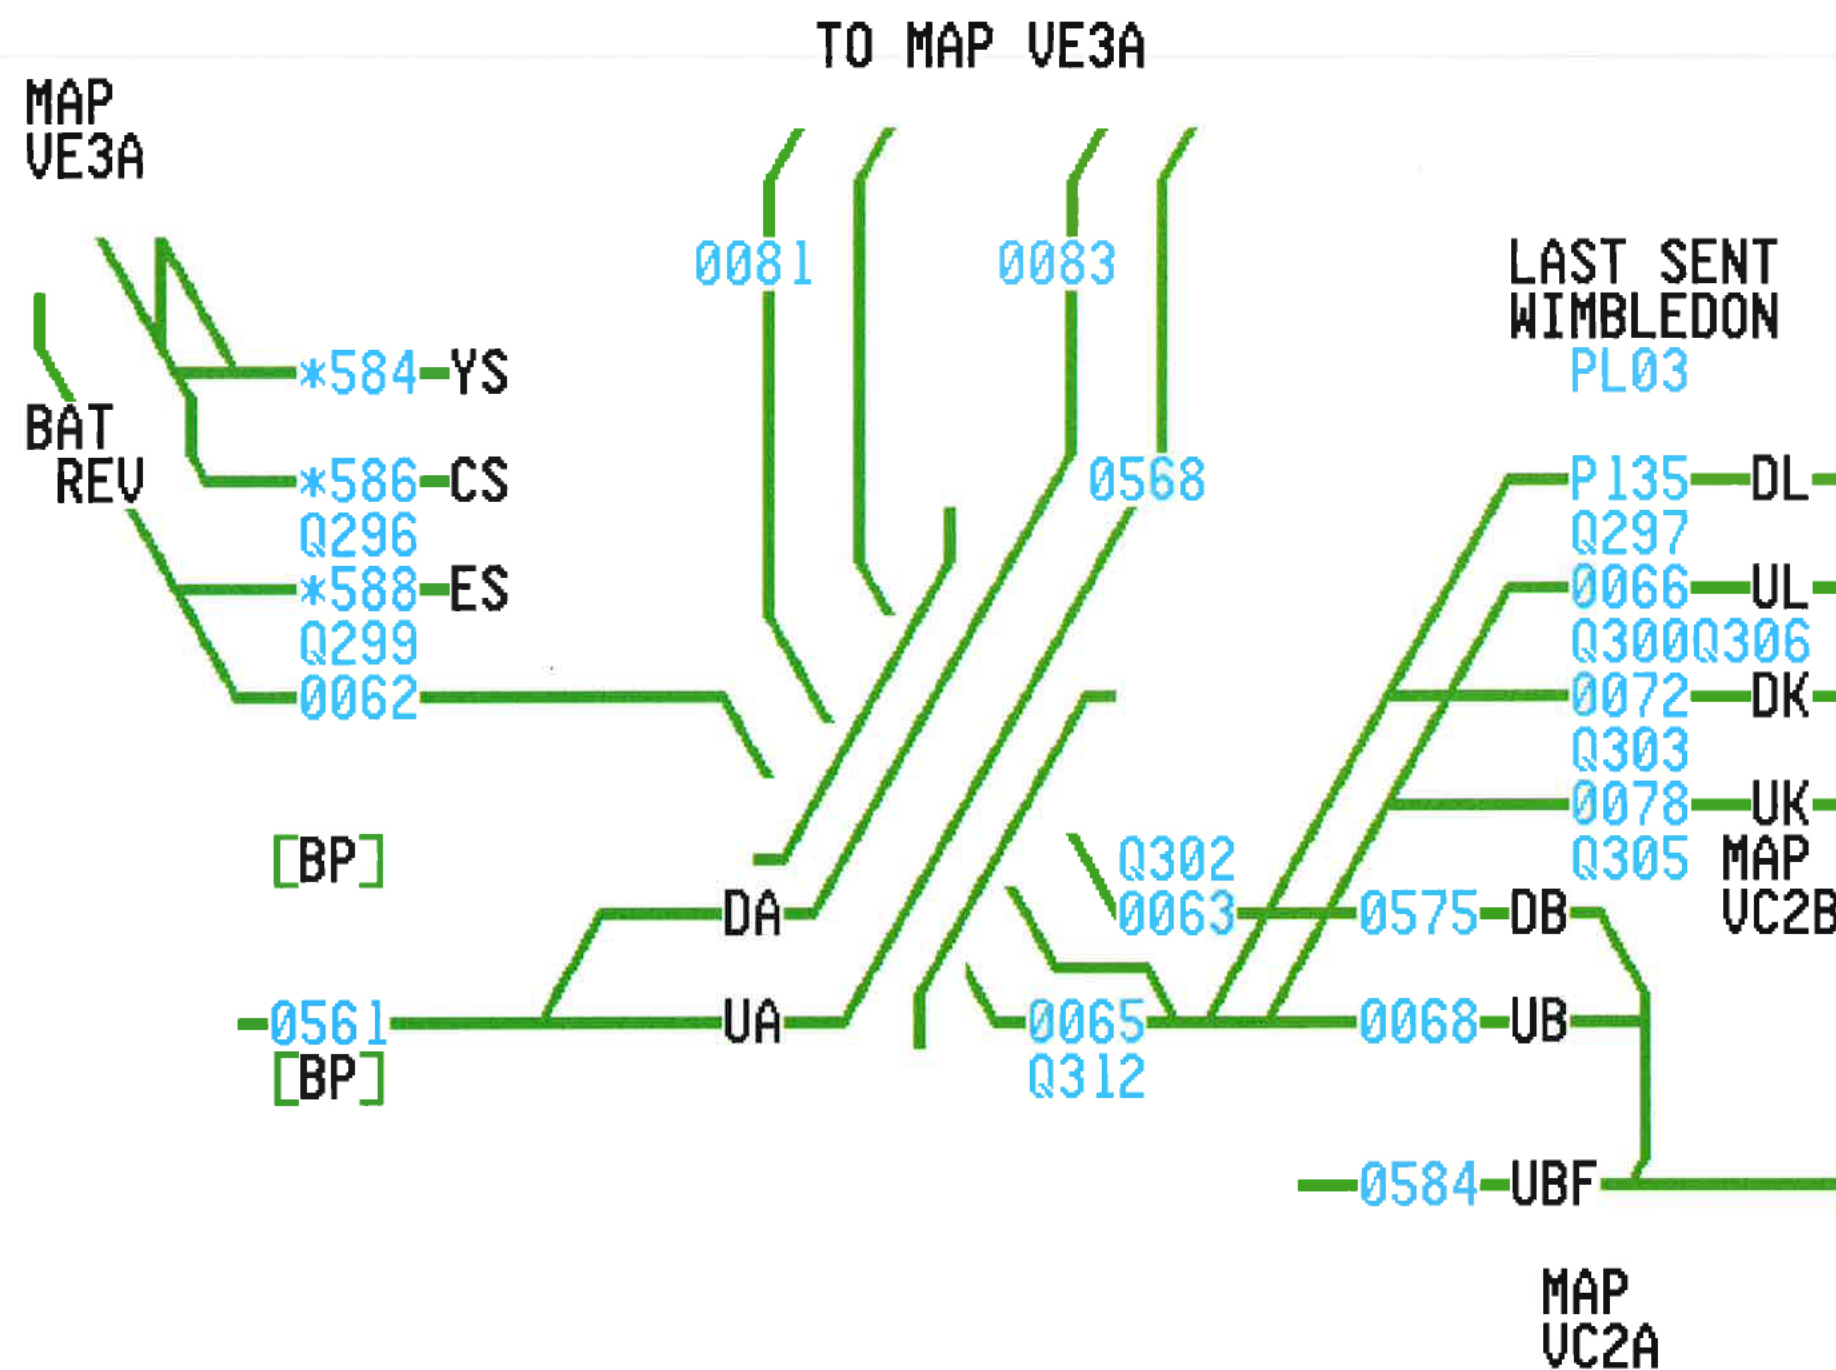 TO MAP VE3A
MAP
VE3A
0081
0083
LAST SENT
WIMBLEDON
PL03
*584 YS
BAT
REV
*586 CS
Q296
*588 ES
Q299
0062
0568
P135 DL
Q297
0066 UL
Q300Q306
0072 DK
Q303
0078 UK
Q305 MAP
VC2B
[BP]
DA
Q302
0063 0575 DB
0561 UA
[BP]
0065 0068 UB
Q312
0584 UBF
MAP
VC2A